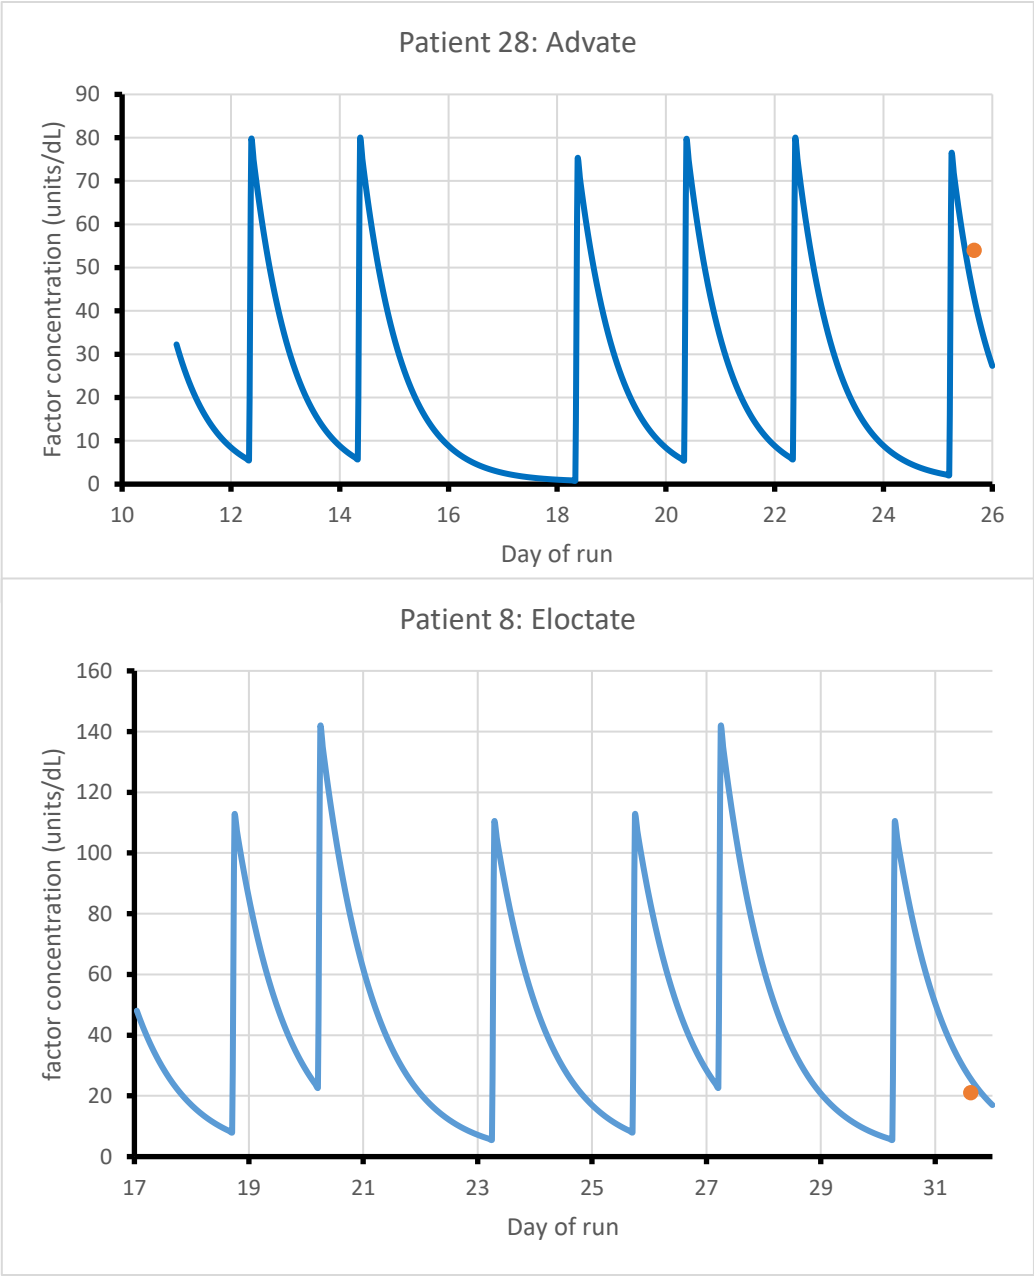 Patient 28: Advate
Factor concentration (units/dL)
90
80
70
60
50
40
30
20
10
0
10 12 14 16 18 20 22 24 26
Day of run
Patient 8: Eloctate
factor concentration (units/dL)
160
140
120
100
80
60
40
20
0
17 19 21 23 25 27 29 31
Day of run